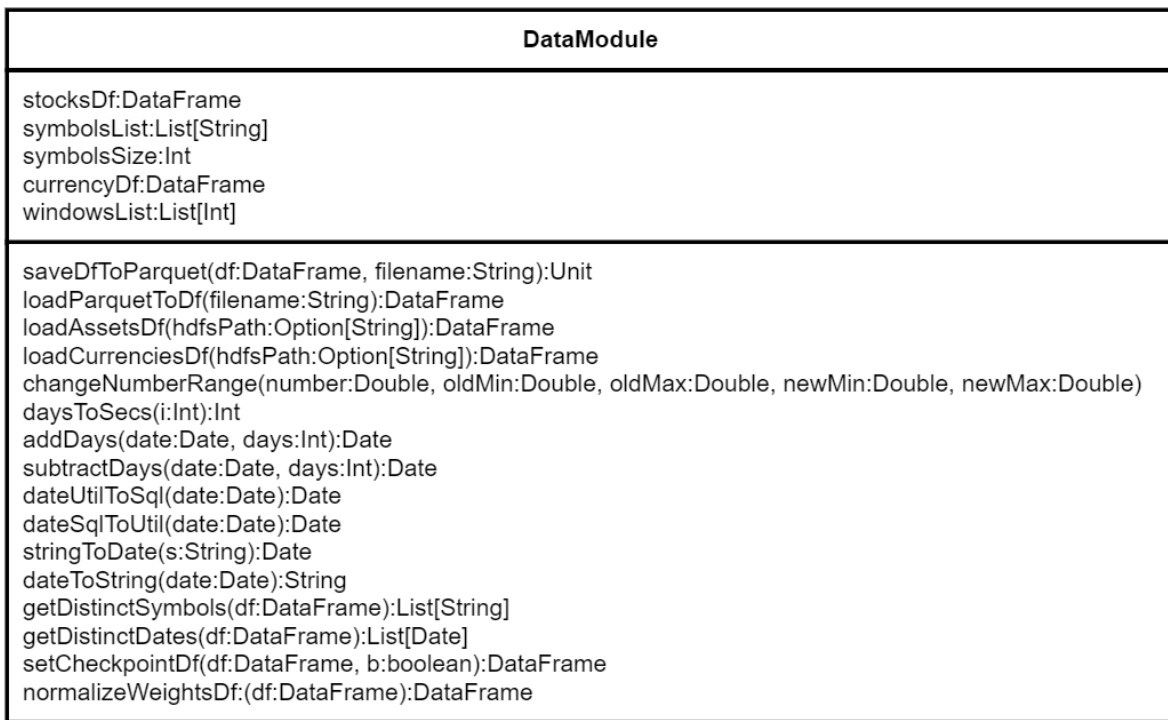 DataModule
stocksDf:DataFrame
symbolsList:List[String]
symbolsSize:Int
currencyDf:DataFrame
windowsList:List[Int]
saveDfToParquet(df:DataFrame, filename:String):Unit
loadParquetToDf(filename:String):DataFrame
loadAssetsDf(hdfsPath:Option[String]):DataFrame
loadCurrenciesDf(hdfsPath:Option[String]):DataFrame
changeNumberRange(number:Double, oldMin:Double, oldMax:Double, newMin:Double, newMax:Double)
daysToSecs(i:Int):Int
addDays(date:Date, days:Int):Date
subtractDays(date:Date, days:Int):Date
dateUtilToSql(date:Date):Date
dateSqlToUtil(date:Date):Date
stringToDate(s:String):Date
dateToString(date:Date):String
getDistinctSymbols(df:DataFrame):List[String]
getDistinctDates(df:DataFrame):List[Date]
setCheckpointDf(df:DataFrame, b:boolean):DataFrame
normalizeWeightsDf:(df:DataFrame):DataFrame